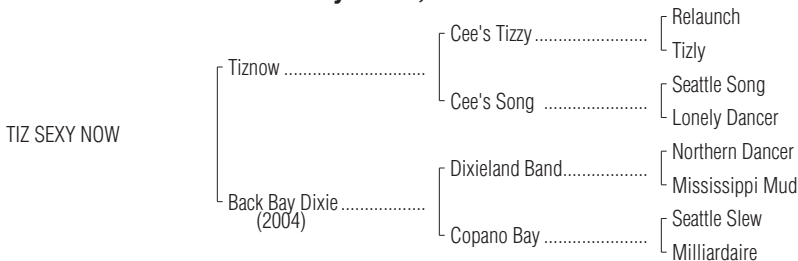 Relaunch
Cee's Tizzy
Tizly
Tiznow
Seattle Song
Cee's Song
Lonely Dancer
TIZ SEXY NOW
Northern Dancer
Dixieland Band
Mississippi Mud
Back Bay Dixie
(2004)
Seattle Slew
Copano Bay
Milliardaire